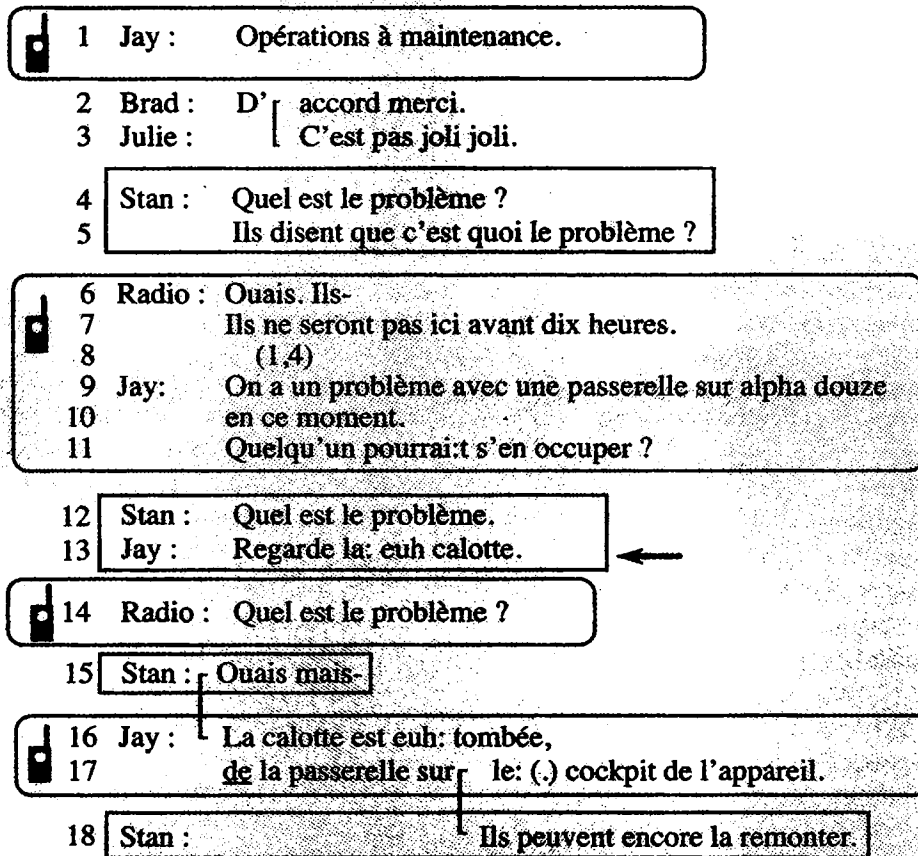 1 Jay : Opérations à maintenance.
2 Brad : D'[ accord merci.
3 Julie : [ C'est pas joli joli.
4 Stan : Quel est le problème ?
5 Ils disent que c'est quoi le problème ?
6 Radio : Ouais. Ils-
7 Ils ne seront pas ici avant dix heures.
8 (1,4)
9 Jay: On a un problème avec une passerelle sur alpha douze
10 en ce moment.
11 Quelqu'un pourrai:t s'en occuper ?
12 Stan : Quel est le problème.
13 Jay : Regarde la: euh calotte.
14 Radio : Quel est le problème ?
15 Stan : [ Ouais mais-
16 Jay : [ La calotte est euh: tombée,
17 de la passerelle sur [ le: (.) cockpit de l'appareil.
18 Stan : [ Ils peuvent encore la remonter.